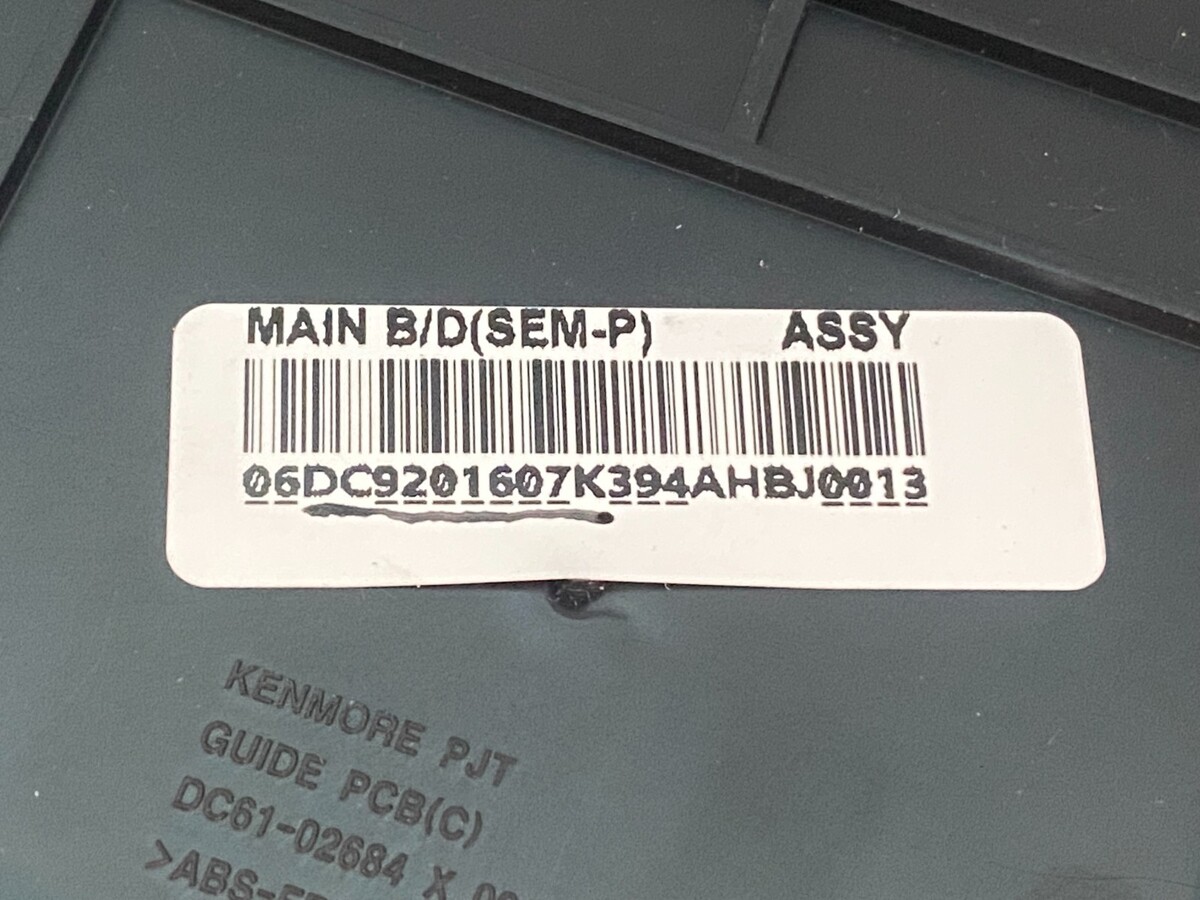 MAIN B/D(SEM-P) ASSY
06DC9201607K394AHBJ0013
KENMORE PJT
GUIDE PCB(C)
DC61-02684 X